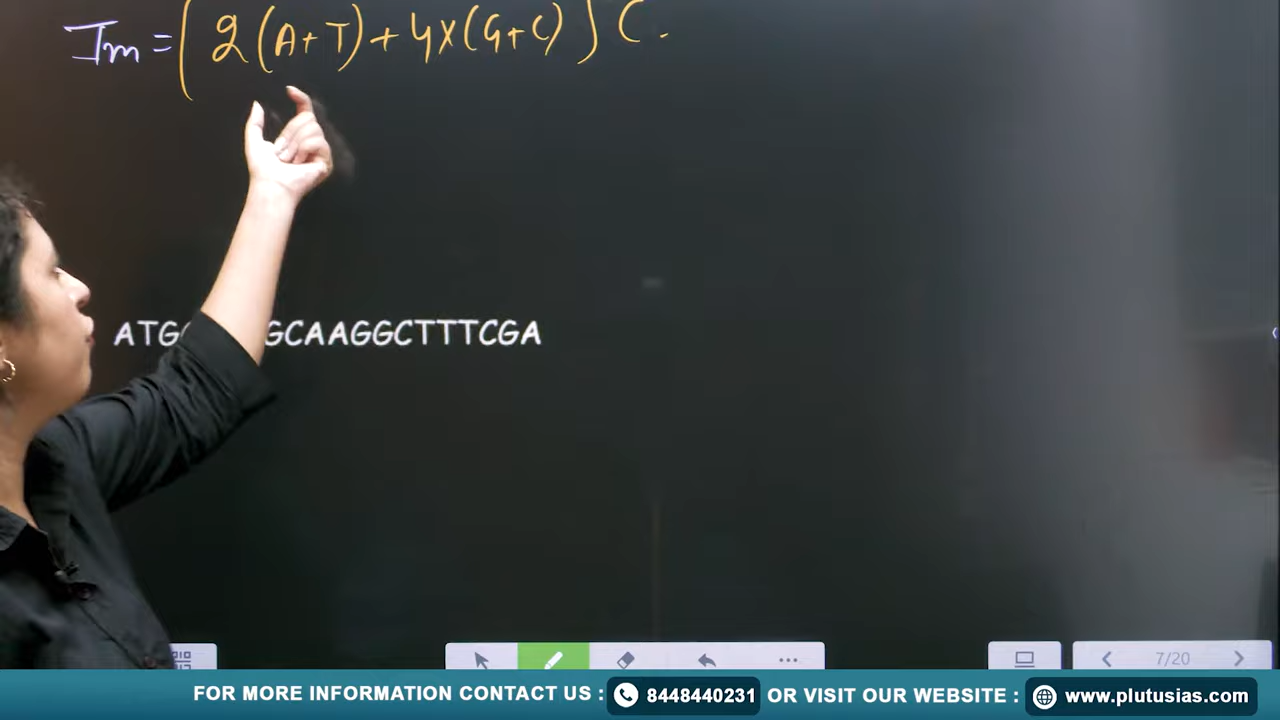 Tm = ( 2 (A+T) + 4x(G+C) ) C.
ATG GCAAGGCTTTCGA
7/20
FOR MORE INFORMATION CONTACT US : 8448440231 OR VISIT OUR WEBSITE : www.plutusias.com